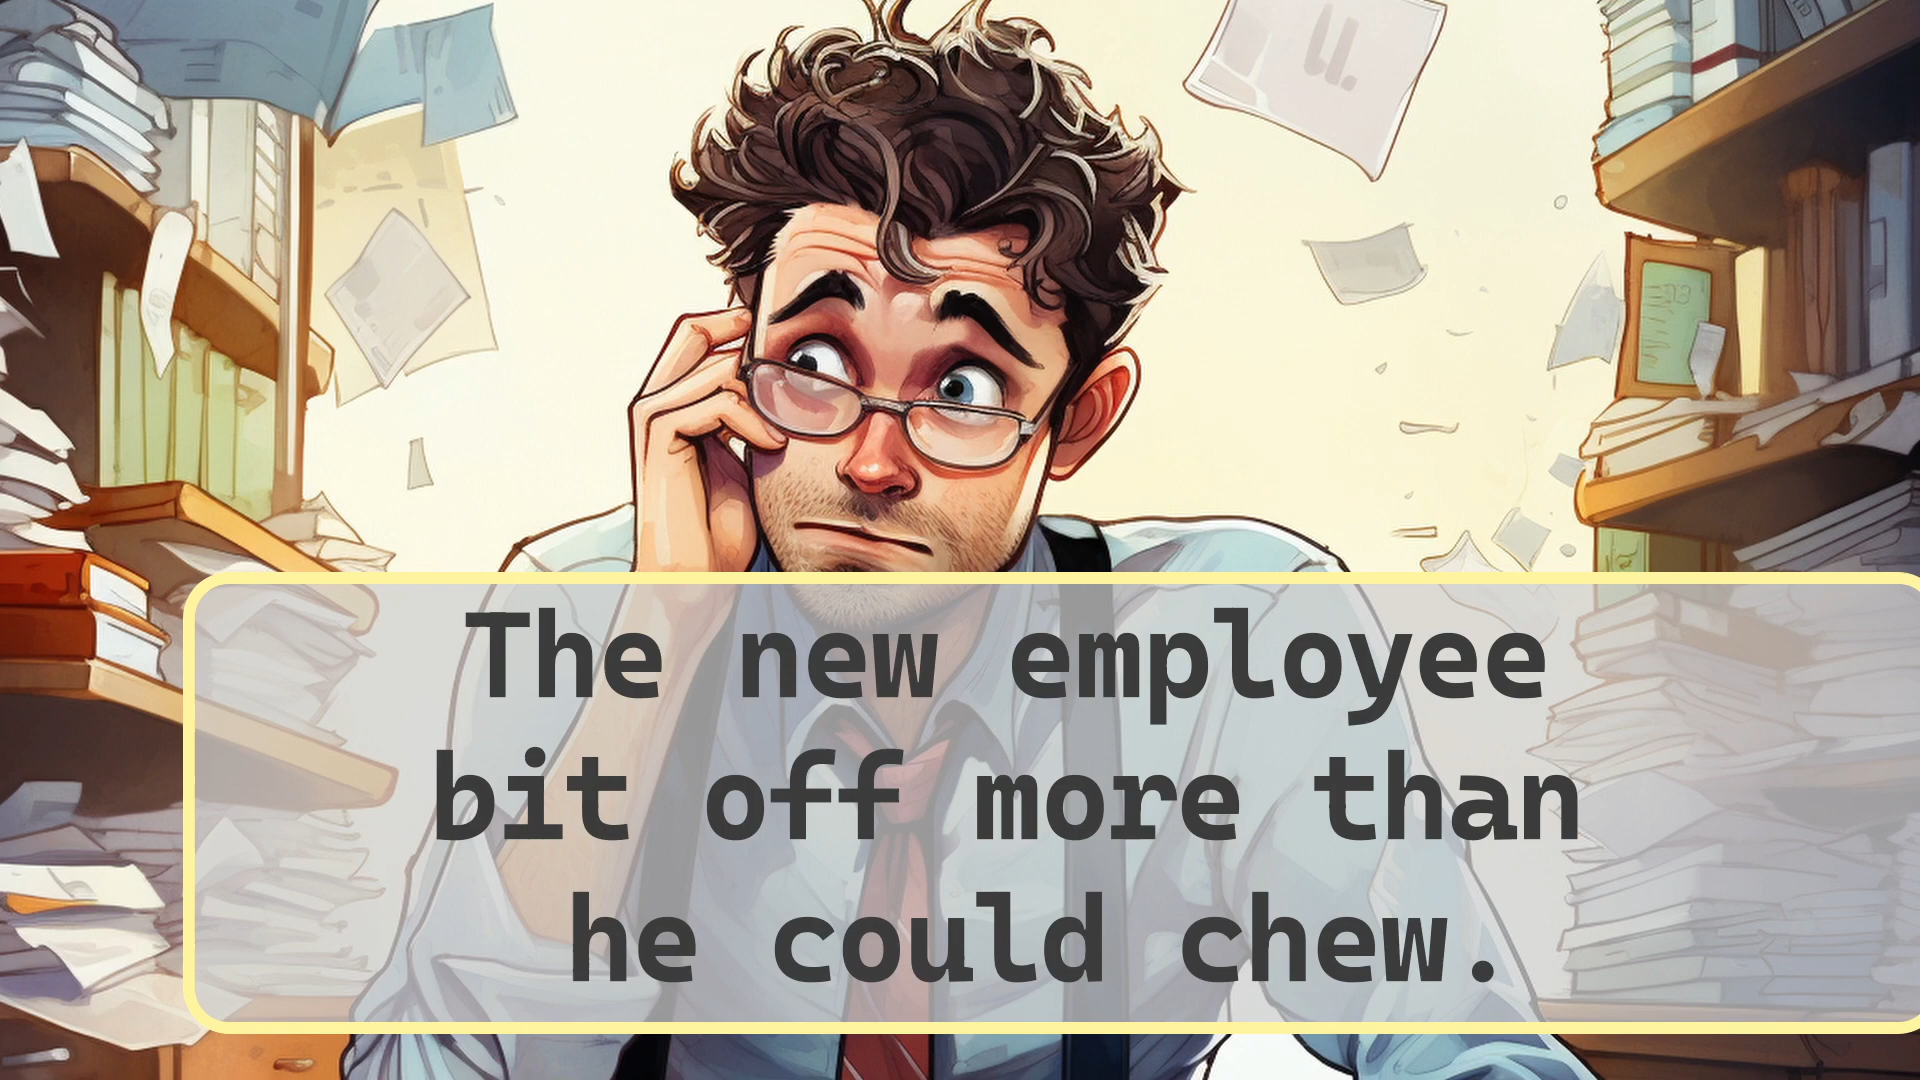 The new employee
bit off more than
he could chew.